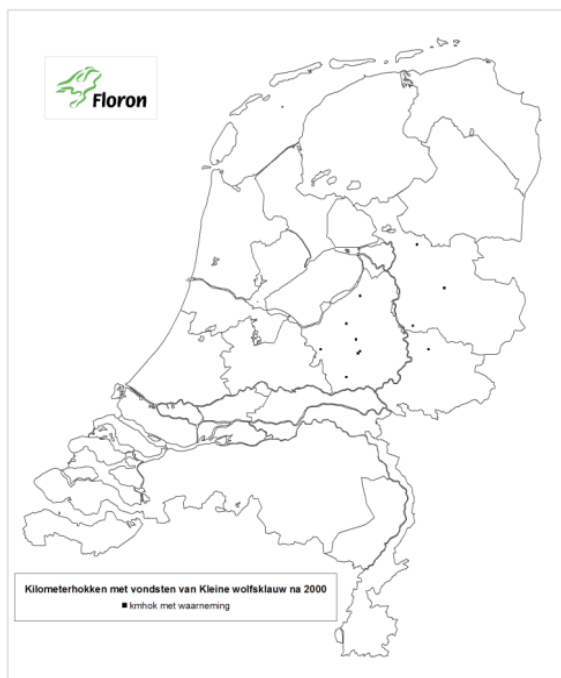 Floron
Kilometerhokken met vondsten van Kleine wolfsklauw na 2000
kmhok met waarneming